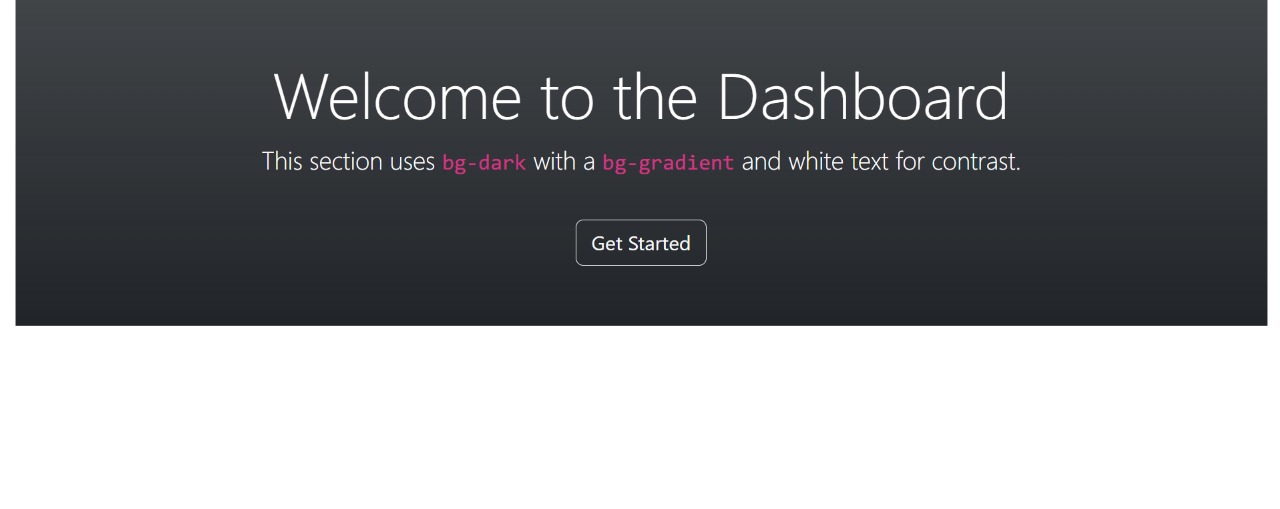 Welcome to the Dashboard
This section uses bg-dark with a bg-gradient and white text for contrast.
Get Started